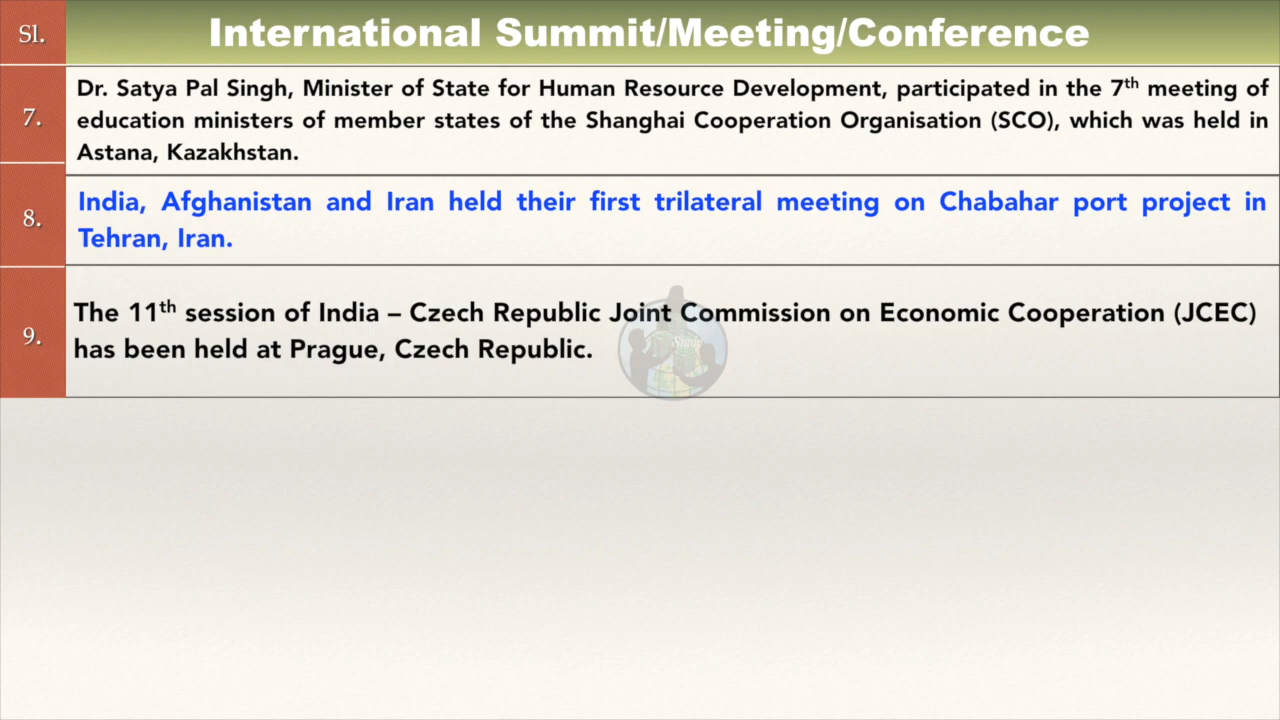 Sl.
International Summit/Meeting/Conference
7.
Dr. Satya Pal Singh, Minister of State for Human Resource Development, participated in the 7th meeting of
education ministers of member states of the Shanghai Cooperation Organisation (SCO), which was held in
Astana, Kazakhstan.
8.
India, Afghanistan and Iran held their first trilateral meeting on Chabahar port project in
Tehran, Iran.
9.
The 11th session of India – Czech Republic Joint Commission on Economic Cooperation (JCEC)
has been held at Prague, Czech Republic.